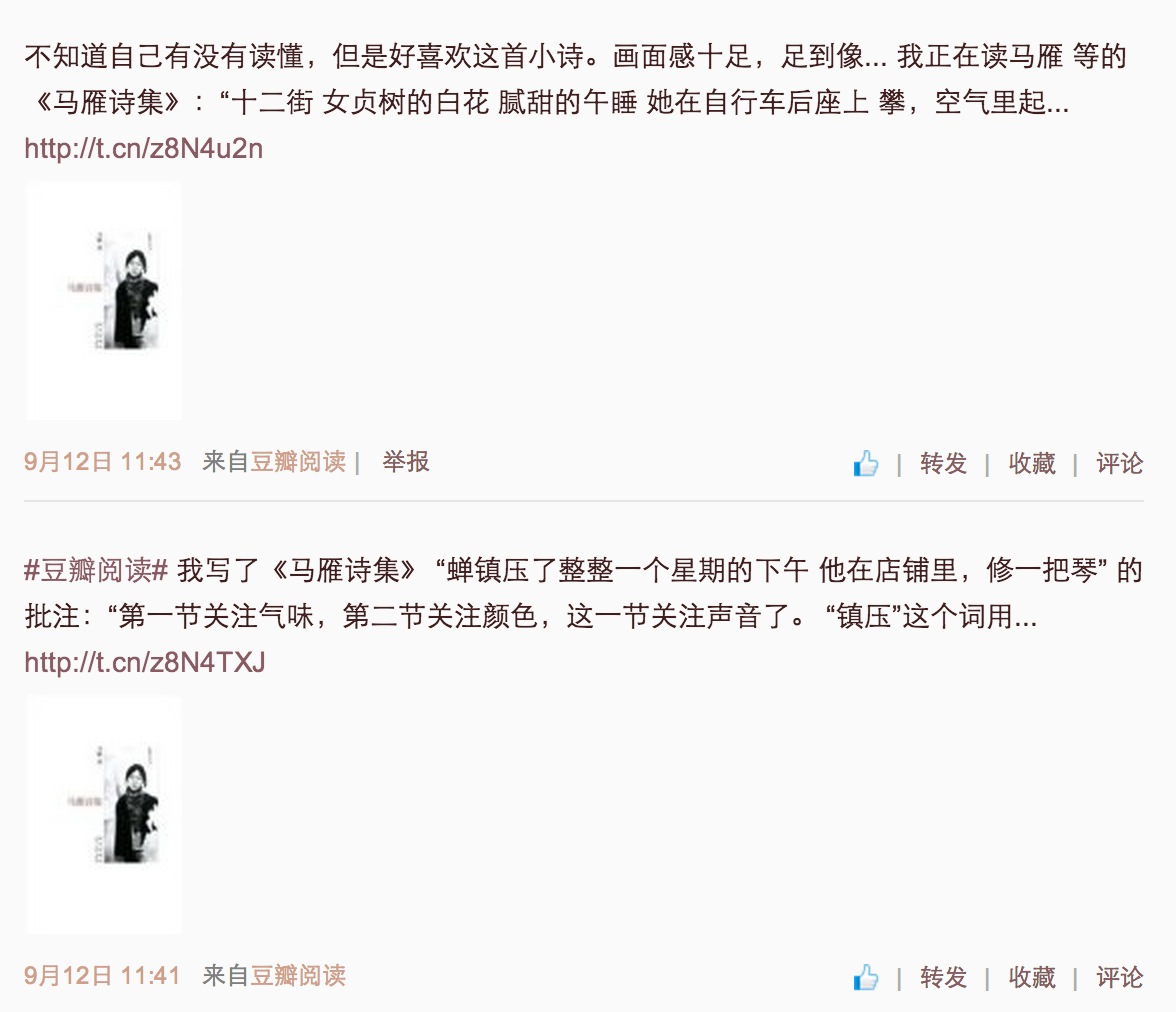 不知道自己有没有读懂，但是好喜欢这首小诗。画面感十足，足到像... 我正在读马雁 等的
《马雁诗集》：“十二街 女贞树的白花 腻甜的午睡 她在自行车后座上 攀，空气里起...
http://t.cn/z8N4u2n
9月12日 11:43 来自豆瓣阅读 | 举报
| 转发 | 收藏 | 评论
#豆瓣阅读# 我写了《马雁诗集》 “蝉镇压了整整一个星期的下午 他在店铺里，修一把琴” 的
批注：“第一节关注气味，第二节关注颜色，这一节关注声音了。 “镇压”这个词用...
http://t.cn/z8N4TXJ
9月12日 11:41 来自豆瓣阅读
| 转发 | 收藏 | 评论